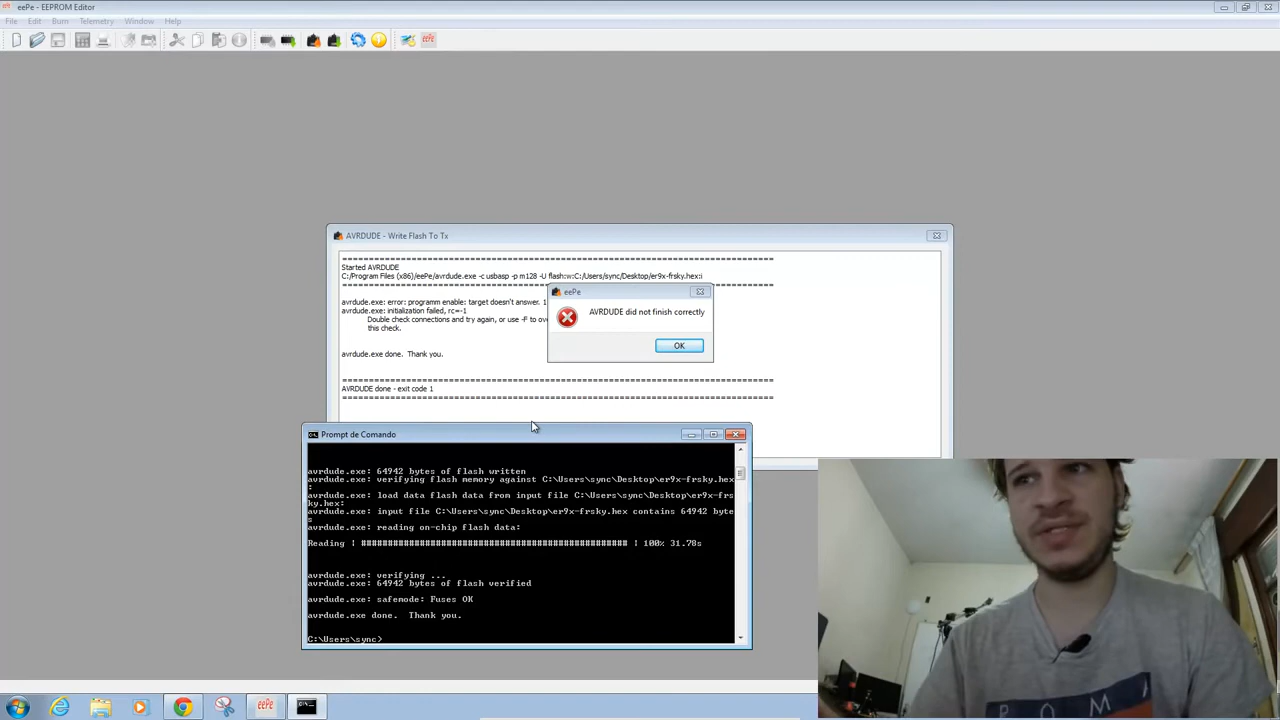 eePe - EEPROM Editor
File Edit Burn Telemetry Window Help
AVRDUDE - Write Flash To Tx
Started AVRDUDE
C:/Program Files (x86)/eePe/avrdude.exe -c usbasp -p m128 -U flash:w:C:/Users/sync/Desktop/er9x-frsky.hex:i
avrdude.exe: error: programm enable: target doesn't answer. 1
avrdude.exe: initialization failed, rc=-1
Double check connections and try again, or use -F to ov
this check.
avrdude.exe done. Thank you.
AVRDUDE done - exit code 1
eePe
AVRDUDE did not finish correctly
OK
Prompt de Comando
avrdude.exe: 64942 bytes of flash written
avrdude.exe: verifying flash memory against C:\Users\sync\Desktop\er9x-frsky.hex
:
avrdude.exe: load data flash data from input file C:\Users\sync\Desktop\er9x-frs
ky.hex:
avrdude.exe: input file C:\Users\sync\Desktop\er9x-frsky.hex contains 64942 byte
s
avrdude.exe: reading on-chip flash data:
Reading | ################################################## | 100% 31.78s
avrdude.exe: verifying ...
avrdude.exe: 64942 bytes of flash verified
avrdude.exe: safemode: Fuses OK
avrdude.exe done. Thank you.
C:\Users\sync>
eePe
ROMA